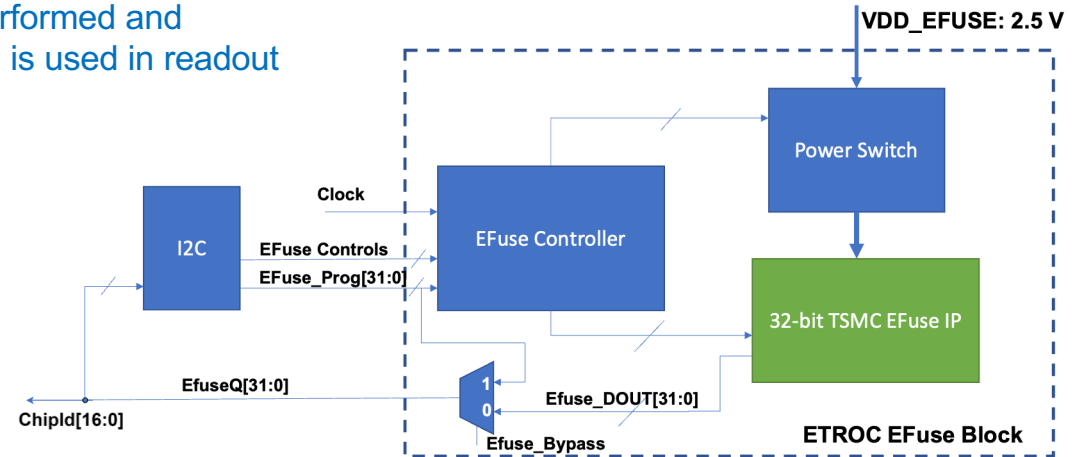 rformed and
is used in readout
VDD_EFUSE: 2.5 V
Power Switch
Clock
EFuse Controller
I2C
EFuse Controls
EFuse_Prog[31:0]
32-bit TSMC EFuse IP
EfuseQ[31:0]
1
0
Efuse_DOUT[31:0]
ChipId[16:0]
Efuse_Bypass
ETROC EFuse Block